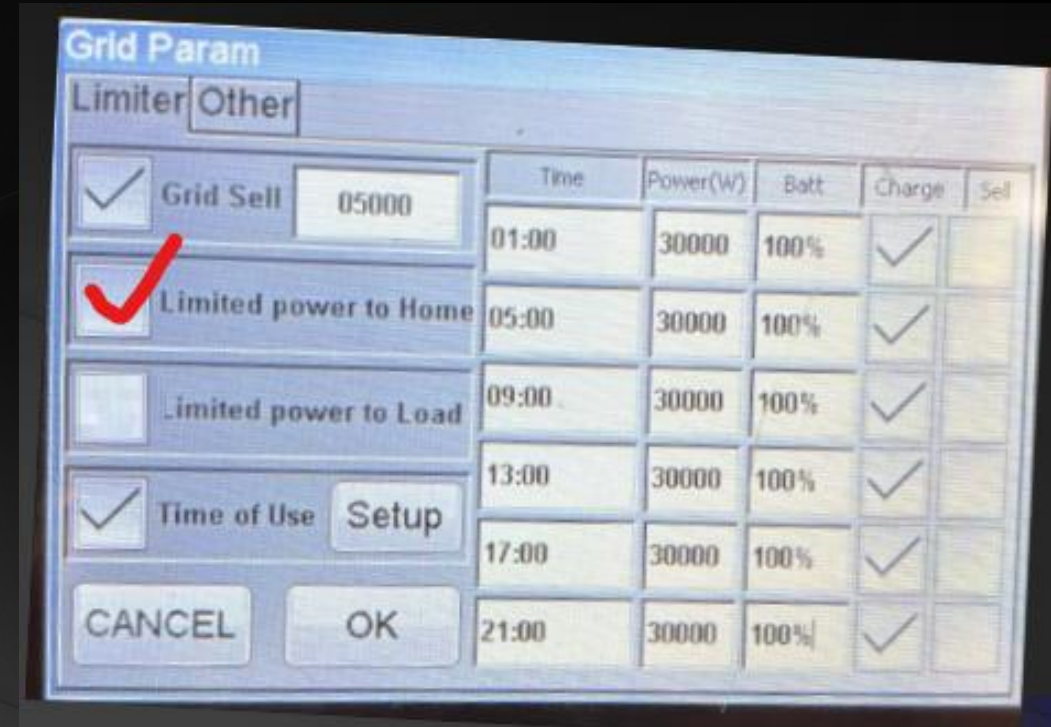 Grid Param
Limiter Other
Grid Sell 05000
Limited power to Home
Limited power to Load
Time of Use Setup
CANCEL OK
Time Power(W) Batt Charge Sell
01:00 30000 100%
05:00 30000 100%
09:00 30000 100%
13:00 30000 100%
17:00 30000 100%
21:00 30000 100%